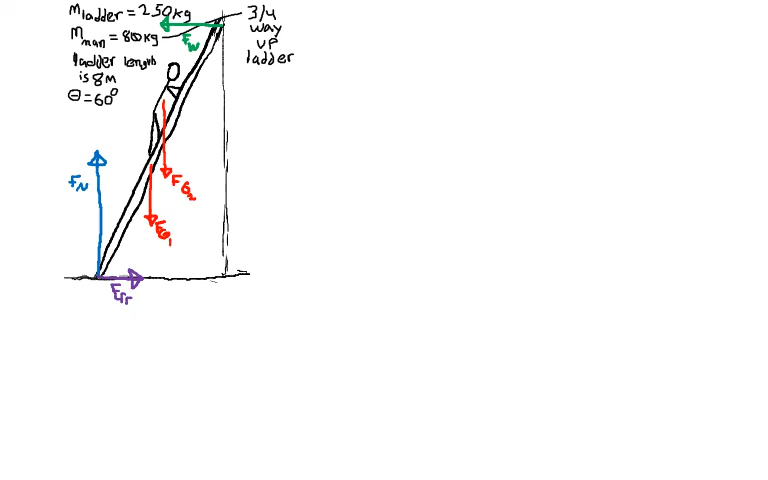 Mladder = 250kg
Mman = 80kg
ladder length
is 8m
Θ = 60°
3/4
way
up
ladder
Fw
FN
FG2
FG1
Ffr